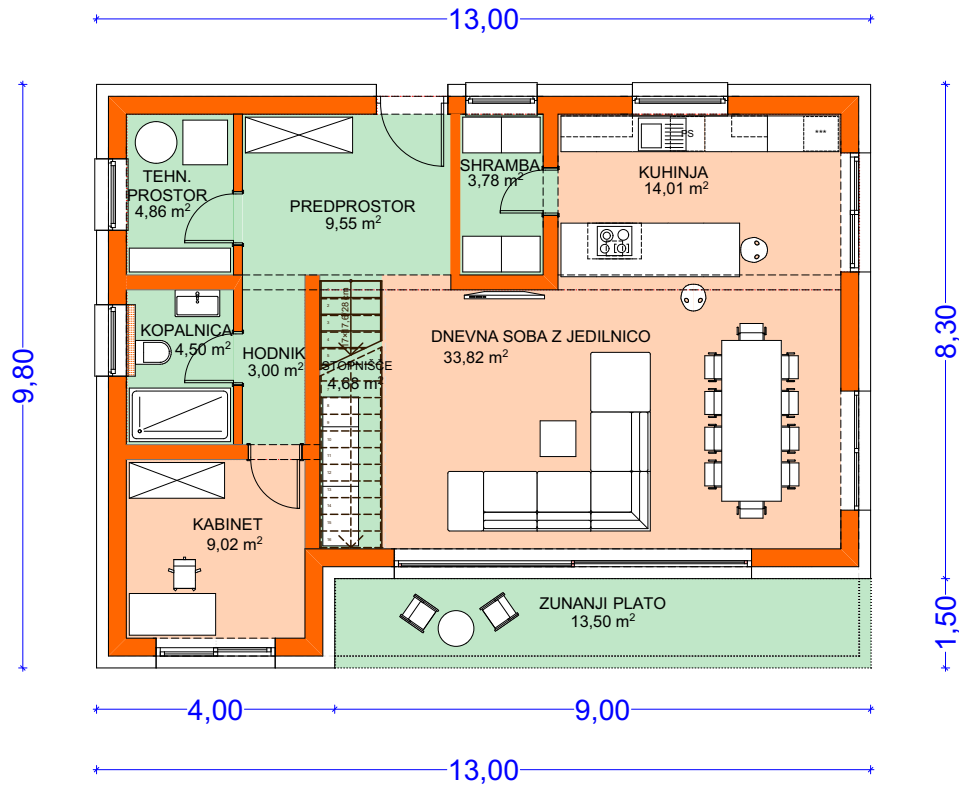 13,00
TEHN.
PROSTOR
4,86 m²
PREDPROSTOR
9,55 m²
SHRAMBA
3,78 m²
PS
***
KUHINJA
14,01 m²
KOPALNICA
4,50 m²
HODNIK
3,00 m²
STOPNIŠČE
4,68 m²
DNEVNA SOBA Z JEDILNICO
33,82 m²
KABINET
9,02 m²
ZUNANJI PLATO
13,50 m²
9,80
8,30
1,50
4,00
9,00
13,00